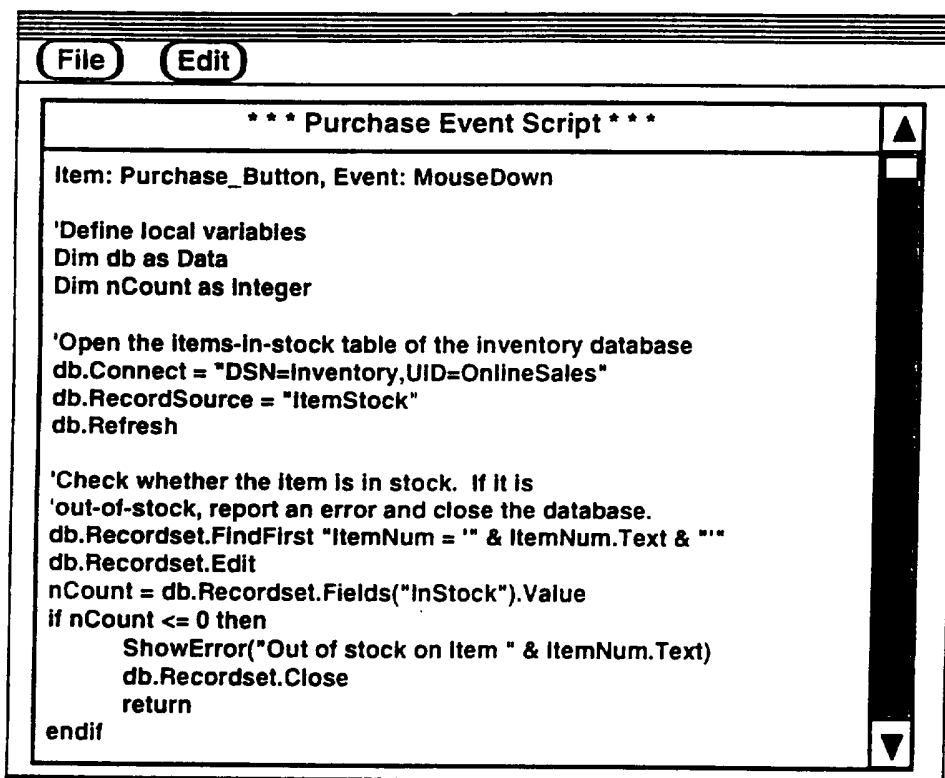 File Edit
* * * Purchase Event Script * * *
Item: Purchase_Button, Event: MouseDown
'Define local variables
Dim db as Data
Dim nCount as Integer
'Open the items-in-stock table of the inventory database
db.Connect = "DSN=Inventory,UID=OnlineSales"
db.RecordSource = "ItemStock"
db.Refresh
'Check whether the item is in stock. If it is
'out-of-stock, report an error and close the database.
db.Recordset.FindFirst "ItemNum = '" & ItemNum.Text & "'"
db.Recordset.Edit
nCount = db.Recordset.Fields("InStock").Value
if nCount <= 0 then
ShowError("Out of stock on Item " & ItemNum.Text)
db.Recordset.Close
return
endif